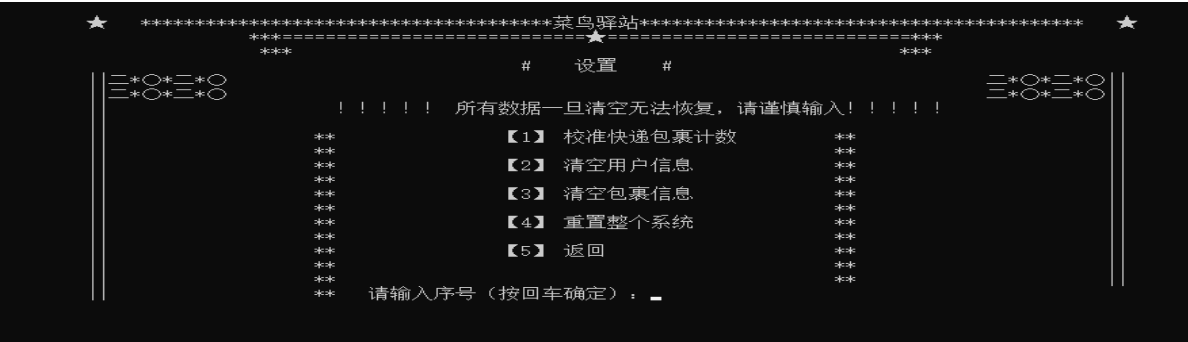 ★ ****************************************菜鸟驿站***************************************** ★
***============================★============================***
*** ***
# 设置 #
||三*○*三*○ 三*○*三*○||
||三*○*三*○ 三*○*三*○||
！！！！！ 所有数据一旦清空无法恢复，请谨慎输入！！！！！
** 【1】 校准快递包裹计数 **
** **
** 【2】 清空用户信息 **
** **
** 【3】 清空包裹信息 **
** **
** 【4】 重置整个系统 **
** **
** 【5】 返回 **
** **
** **
** 请输入序号（按回车确定）：